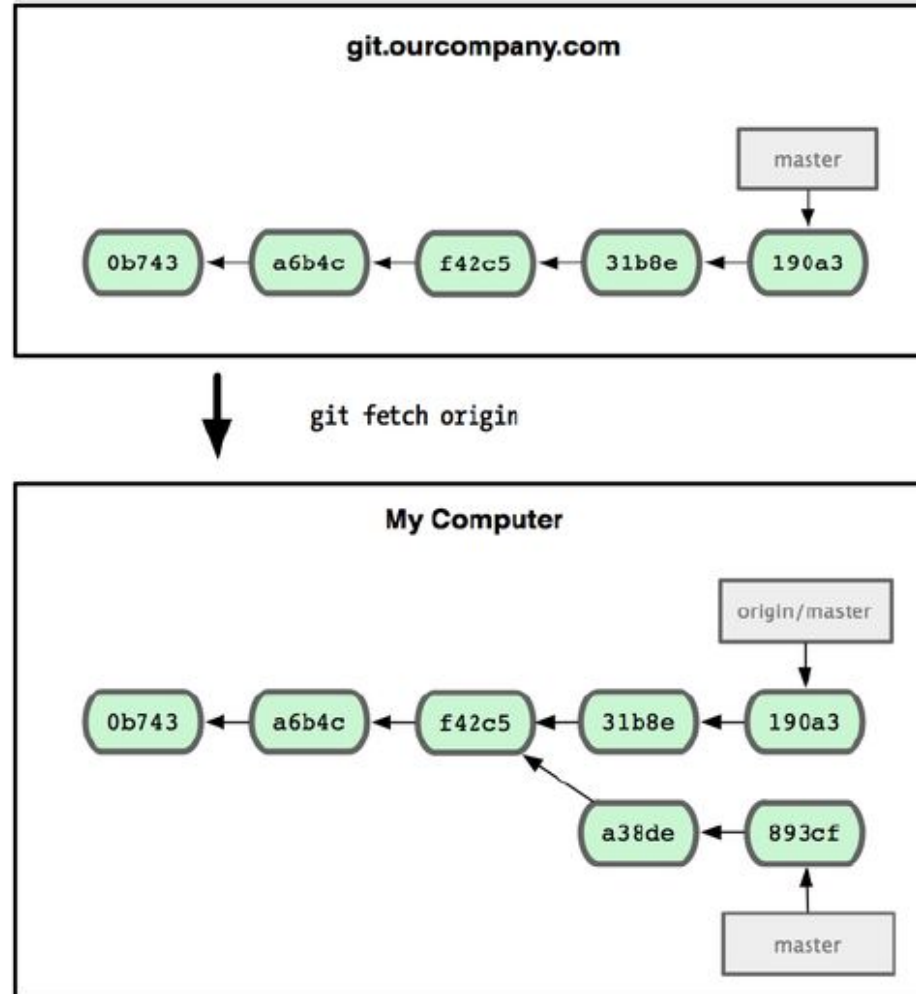 git.ourcompany.com
master
0b743 a6b4c f42c5 31b8e 190a3
git fetch origin
My Computer
origin/master
0b743 a6b4c f42c5 31b8e 190a3
a38de 893cf
master